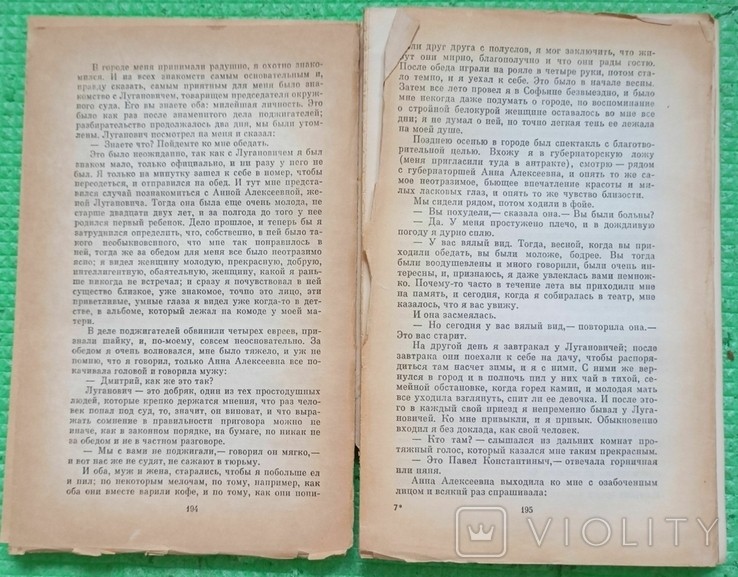 В городе меня принимали радушно, я охотно знако-
мился. И из всех знакомств самым основательным и,
правду сказать, самым приятным для меня было зна-
комство с Лугановичем, товарищем председателя окруж-
ного суда. Его вы знаете оба: милейшая личность. Это
было как раз после знаменитого дела поджигателей;
разбирательство продолжалось два дня, мы были утом-
лены. Луганович посмотрел на меня и сказал:
— Знаете что? Пойдемте ко мне обедать.
Это было неожиданно, так как с Лугановичем я был
знаком мало, только официально, и ни разу у него не
был. Я только на минутку зашел к себе в номер, чтобы
переодеться, и отправился на обед. И тут мне предста-
вился случай познакомиться с Анной Алексеевной, же-
ной Лугановича. Тогда она была еще очень молода, не
старше двадцати двух лет, и за полгода до того у нее
родился первый ребенок. Дело прошлое, и теперь бы я
затруднился определить, что, собственно, в ней было такого
необыкновенного, что мне так понравилось в
ней, тогда же за обедом для меня все было неотразимо
ясно; я видел женщину молодую, прекрасную, добрую,
интеллигентную, обаятельную, женщину, какой я рань-
ше никогда не встречал; и сразу я почувствовал в ней
существо близкое, уже знакомое, точно это лицо, эти
приветливые, умные глаза я видел уже когда-то в дет-
стве, в альбоме, который лежал на комоде у моей ма-
тери.
В деле поджигателей обвинили четырех евреев, при-
знали шайку, и, по-моему, совсем неосновательно. За
обедом я очень волновался, мне было тяжело, и уж не
помню, что я говорил, только Анна Алексеевна все по-
качивала головой и говорила мужу:
— Дмитрий, как же это так?
Луганович — это добряк, один из тех простодушных
людей, которые крепко держатся мнения, что раз чело-
век попал под суд, то, значит, он виноват, и что выра-
жать сомнение в правильности приговора можно не
иначе, как в законном порядке, на бумаге, но никак не
за обедом и не в частном разговоре.
— Мы с вами не поджигали,— говорил он мягко,—
и вот нас же не судят, не сажают в тюрьму.
И оба, муж и жена, старались, чтобы я побольше ел
и пил; по некоторым мелочам, по тому, например, как
оба они вместе варили кофе, и по тому, как они пони-
194
ли друг друга с полуслов, я мог заключить, что жи-
вут они мирно, благополучно и что они рады гостю.
После обеда играли на рояле в четыре руки, потом ста-
ло темно, и я уехал к себе. Это было в начале весны.
Затем все лето провел я в Софьине безвыездно, и было
мне некогда даже подумать о городе, но воспоминание
о стройной белокурой женщине оставалось во мне все
дни; я не думал о ней, но точно легкая тень ее лежала
на моей душе.
Позднею осенью в городе был спектакль с благотво-
рительной целью. Вхожу я в губернаторскую ложу
(меня пригласили туда в антракте), смотрю — рядом
с губернаторшей Анна Алексеевна, и опять то же са-
мое неотразимое, бьющее впечатление красоты и ми-
лых ласковых глаз, и опять то же чувство близости.
Мы сидели рядом, потом ходили в фойе.
— Вы похудели,— сказала она.— Вы были больны?
— Да. У меня простужено плечо, и в дождливую
погоду я дурно сплю.
— У вас вялый вид. Тогда, весной, когда вы при-
ходили обедать, вы были моложе, бодрее. Вы тогда
были воодушевлены и много говорили, были очень ин-
тересны, и, признаюсь, я даже увлеклась вами немнож-
ко. Почему-то часто в течение лета вы приходили мне
на память, и сегодня, когда я собиралась в театр, мне
казалось, что я вас увижу.
И она засмеялась.
— Но сегодня у вас вялый вид,— повторила она.—
Это вас старит.
На другой день я завтракал у Лугановичей; после
завтрака они поехали к себе на дачу, чтобы распоря-
диться там насчет зимы, и я с ними. С ними же вер-
нулся в город и в полночь пил у них чай в тихой, се-
мейной обстановке, когда горел камин, и молодая мать
все уходила взглянуть, спит ли ее девочка. И после это-
го в каждый свой приезд я непременно бывал у Луга-
новичей. Ко мне привыкли, и я привык. Обыкновенно
входил я без доклада, как свой человек.
— Кто там? — слышался из дальних комнат про-
тяжный голос, который казался мне таким прекрасным.
— Это Павел Константиныч,— отвечала горничная
или няня.
Анна Алексеевна выходила ко мне с озабоченным
лицом и всякий раз спрашивала:
7*
195
VIOLITY